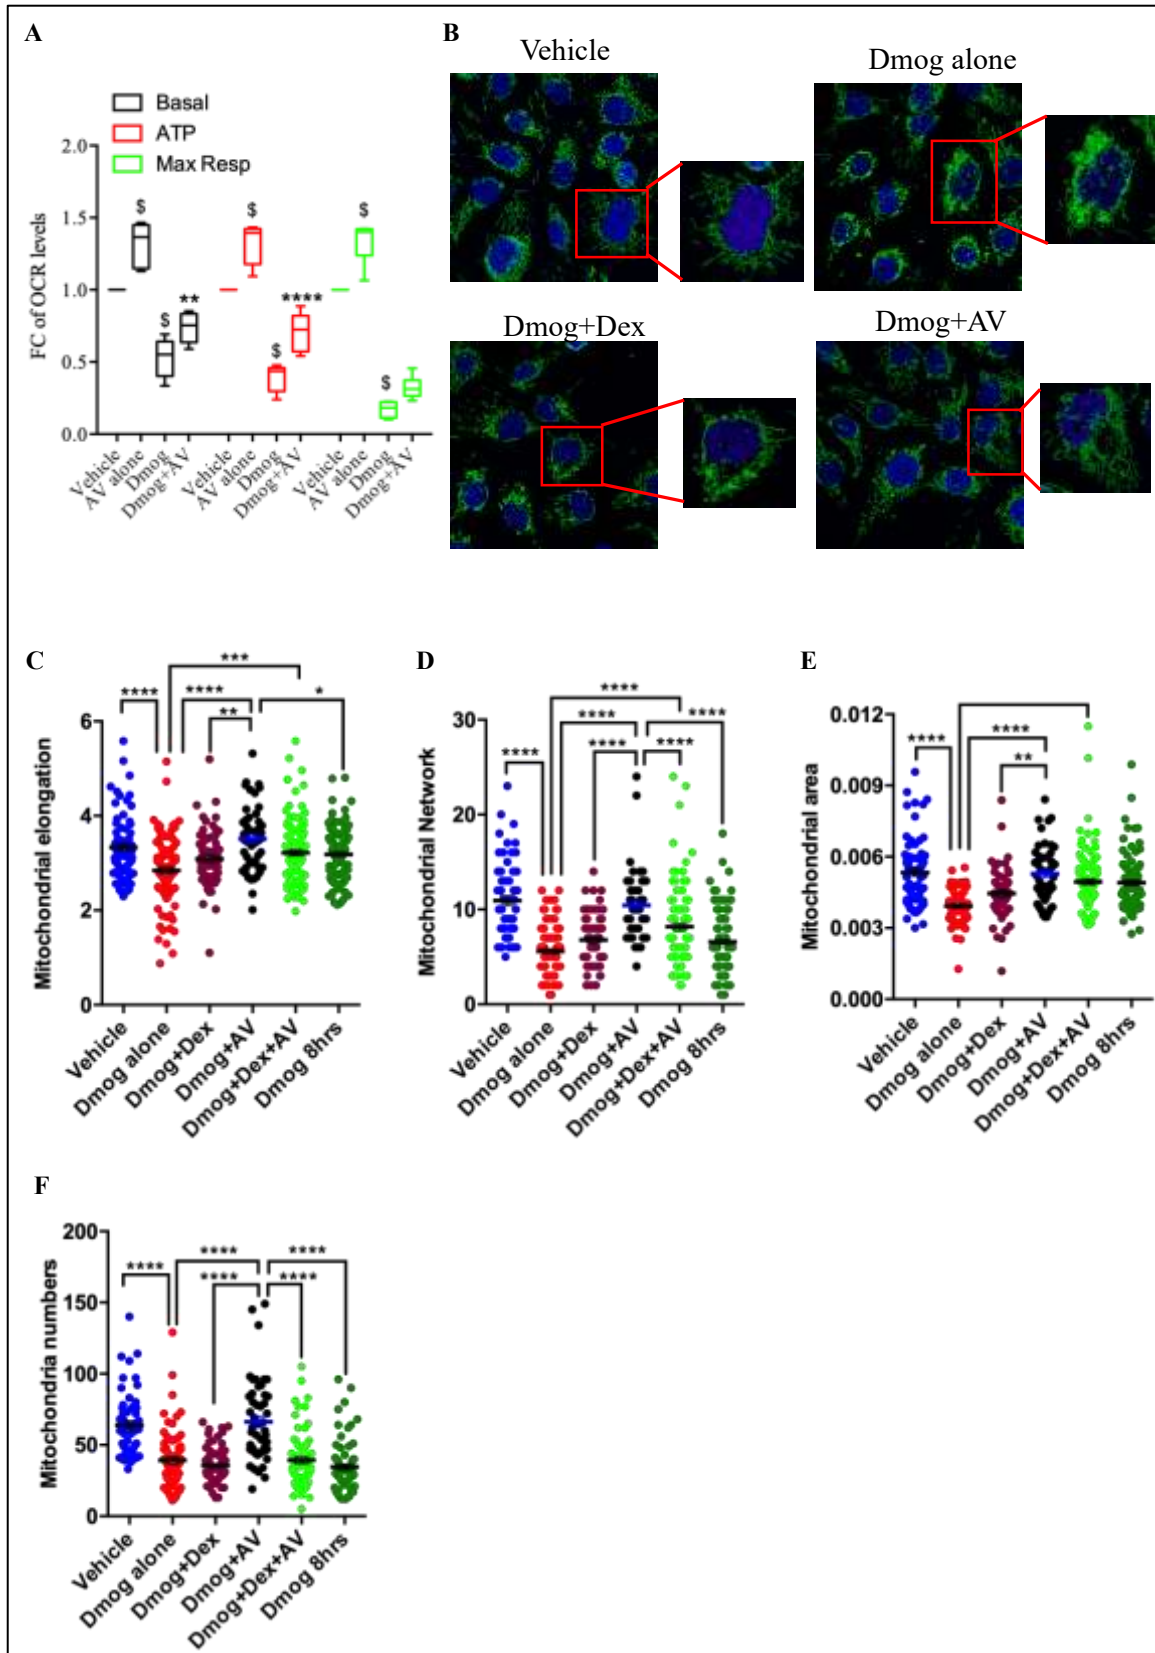 A
Basal
ATP
Max Resp
FC of OCR levels
2.0
1.5
1.0
0.5
0.0
$
$
**
$
$
****
$
$
Vehicle
AV alone
Dmog
Dmog+AV
Vehicle
AV alone
Dmog
Dmog+AV
Vehicle
AV alone
Dmog
Dmog+AV
B
Vehicle
Dmog alone
Dmog+Dex
Dmog+AV
C
Mitochondrial elongation
6
4
2
0
***
****
****
*
**
Vehicle
Dmog alone
Dmog+Dex
Dmog+AV
Dmog+Dex+AV
Dmog 8hrs
D
Mitochondrial Network
30
20
10
0
****
****
****
****
****
****
Vehicle
Dmog alone
Dmog+Dex
Dmog+AV
Dmog+Dex+AV
Dmog 8hrs
E
Mitochondrial area
0.012
0.009
0.006
0.003
0.000
****
****
**
Vehicle
Dmog alone
Dmog+Dex
Dmog+AV
Dmog+Dex+AV
Dmog 8hrs
F
Mitochondria numbers
200
150
100
50
0
****
****
****
****
****
Vehicle
Dmog alone
Dmog+Dex
Dmog+AV
Dmog+Dex+AV
Dmog 8hrs